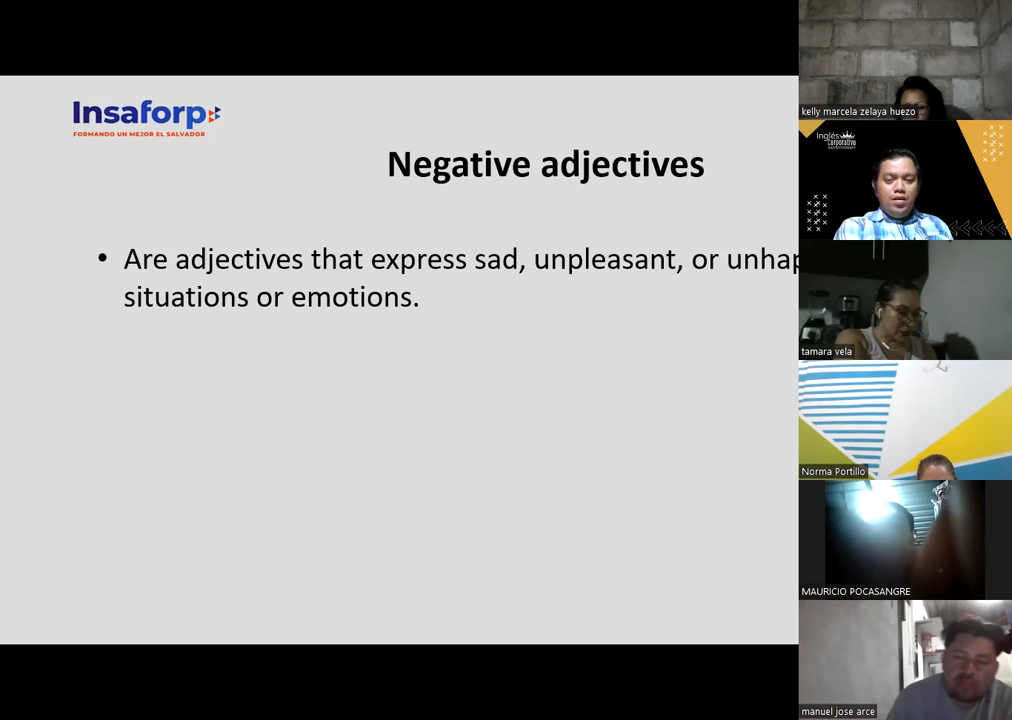 Insaforp
FORMANDO UN MEJOR EL SALVADOR
Negative adjectives
• Are adjectives that express sad, unpleasant, or unhap
situations or emotions.
kelly marcela zelaya huezo
Inglés
corporativo
tamara vela
Norma Portillo
MAURICIO POCASANGRE
manuel jose arce